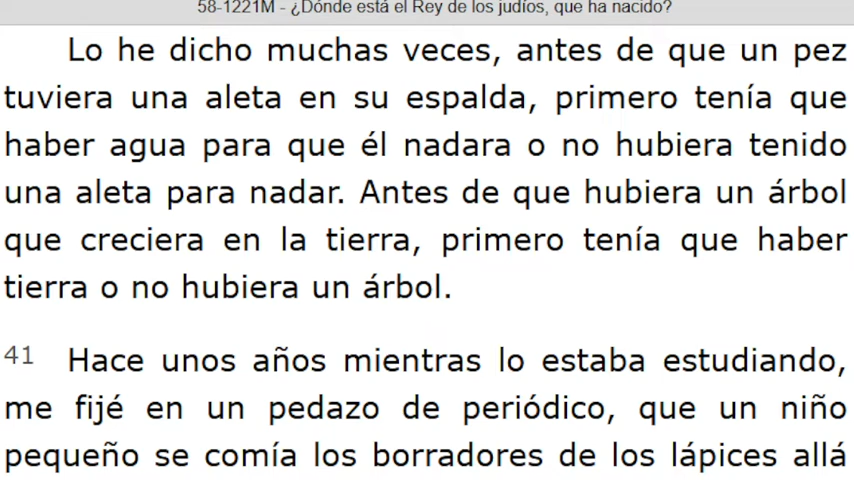 58-1221M - ¿Dónde está el Rey de los judíos, que ha nacido?
Lo he dicho muchas veces, antes de que un pez
tuviera una aleta en su espalda, primero tenía que
haber agua para que él nadara o no hubiera tenido
una aleta para nadar. Antes de que hubiera un árbol
que creciera en la tierra, primero tenía que haber
tierra o no hubiera un árbol.
41 Hace unos años mientras lo estaba estudiando,
me fijé en un pedazo de periódico, que un niño
pequeño se comía los borradores de los lápices allá